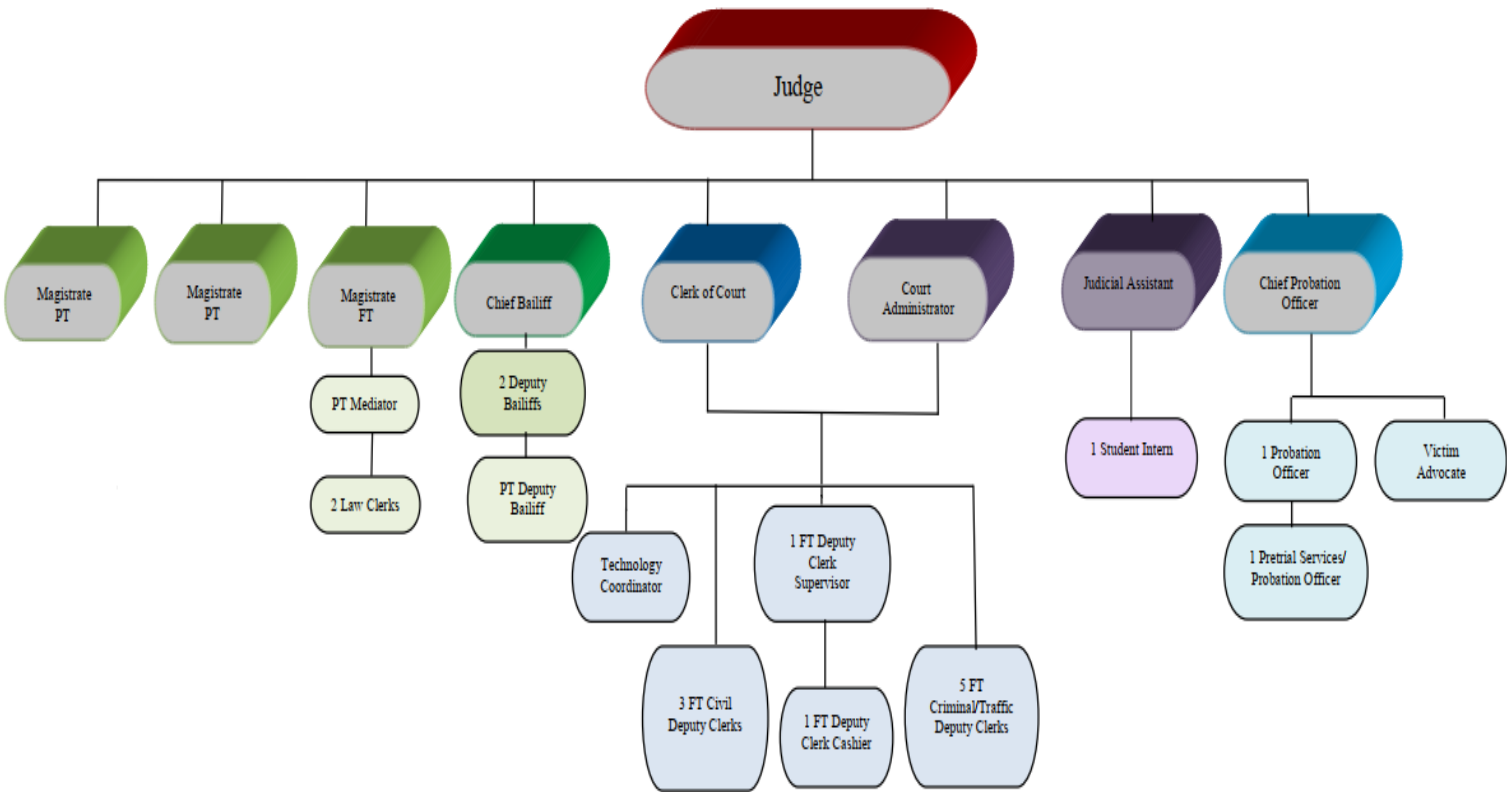 Judge
Magistrate
PT
Magistrate
PT
Magistrate
FT
Chief Bailiff
Clerk of Court
Court
Administrator
Judicial Assistant
Chief Probation
Officer
PT Mediator
2 Law Clerks
2 Deputy
Bailiffs
PT Deputy
Bailiff
Technology
Coordinator
3 FT Civil
Deputy Clerks
1 FT Deputy
Clerk
Supervisor
1 FT Deputy
Clerk Cashier
5 FT
Criminal/Traffic
Deputy Clerks
1 Student Intern
1 Probation
Officer
1 Pretrial Services/
Probation Officer
Victim
Advocate